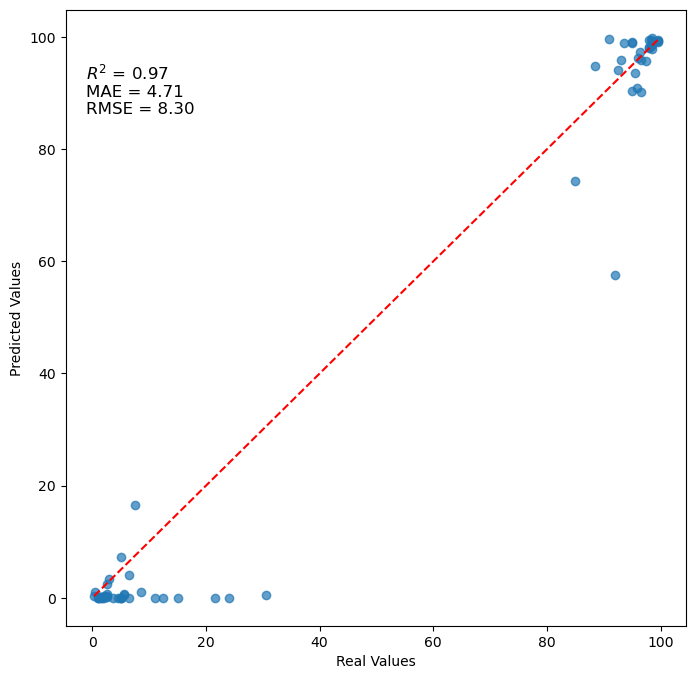 100
80
60
40
20
0
R² = 0.97
MAE = 4.71
RMSE = 8.30
Predicted Values
0 20 40 60 80 100
Real Values